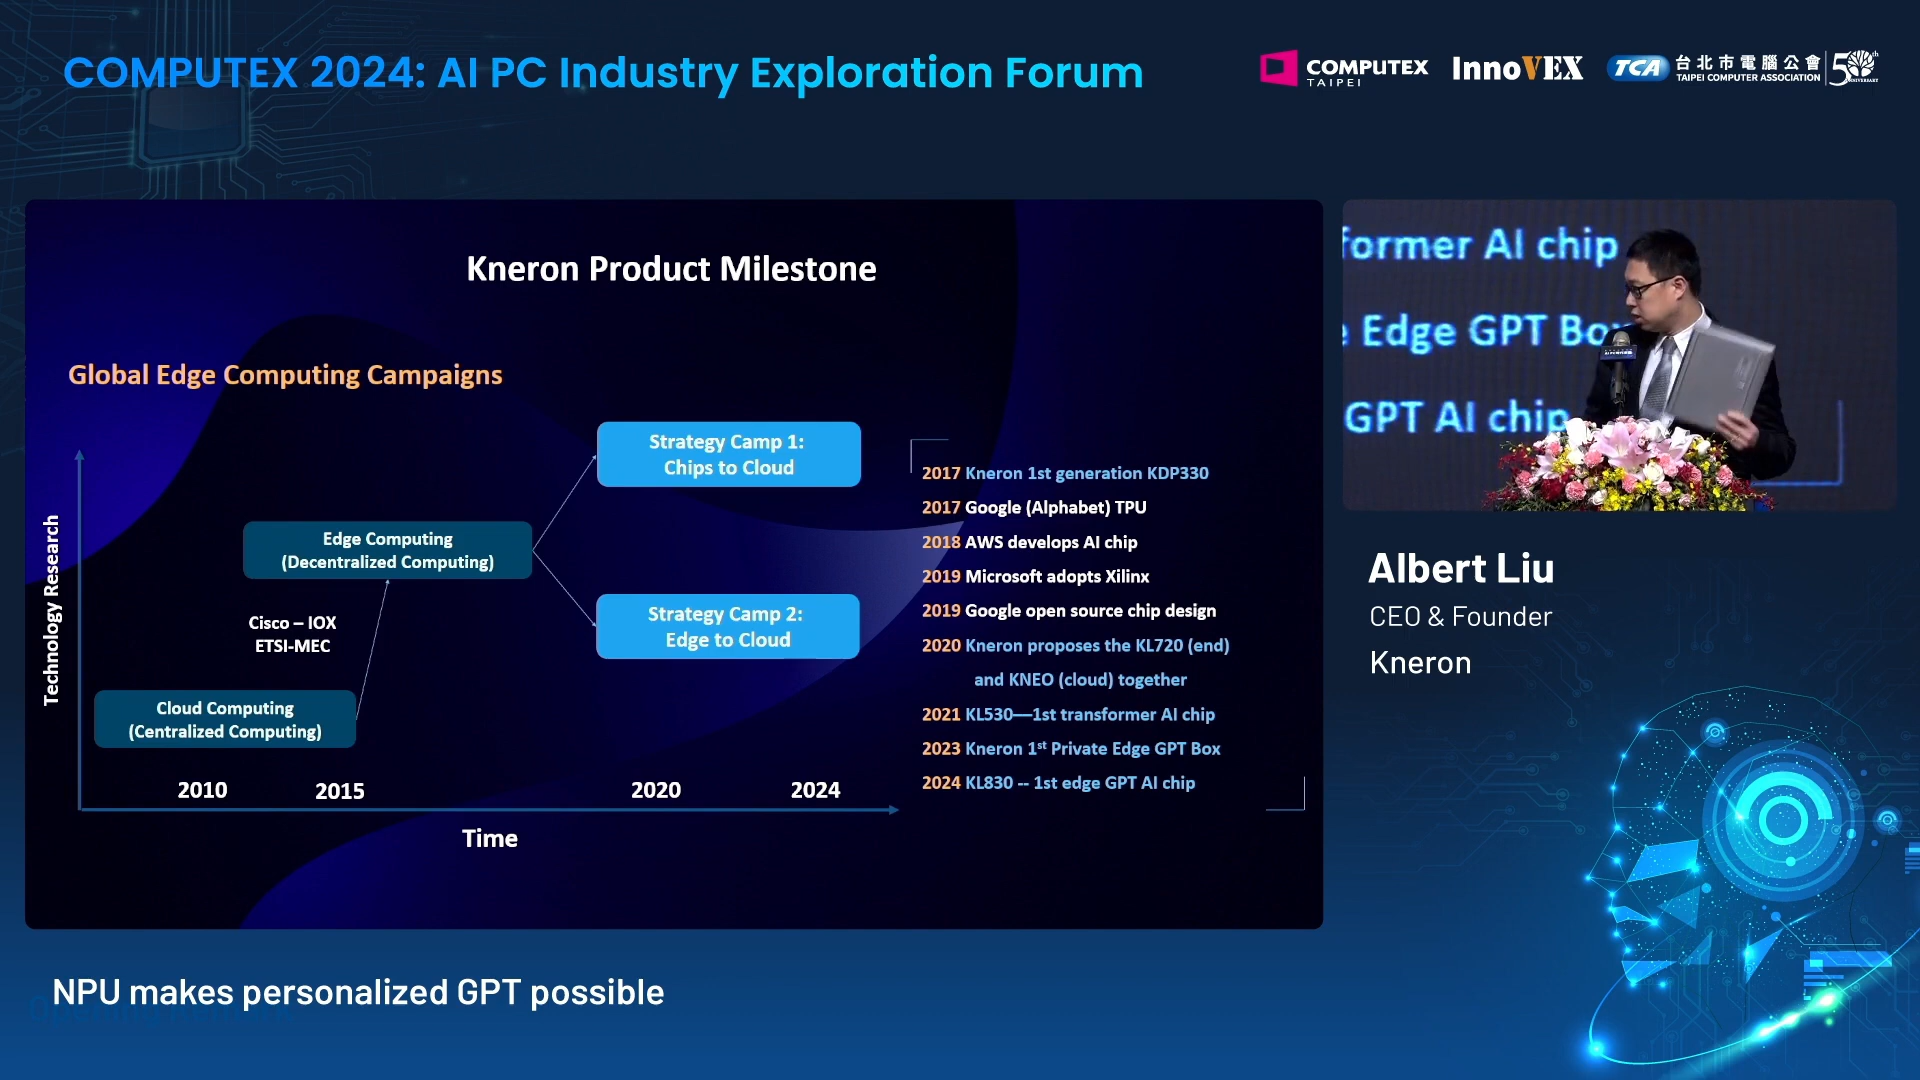 COMPUTEX 2024: AI PC Industry Exploration Forum
COMPUTEX
TAIPEI
InnoVEX
TCA
台北市電腦公會
TAIPEI COMPUTER ASSOCIATION
50th
Kneron Product Milestone
Global Edge Computing Campaigns
Technology Research
Cloud Computing
(Centralized Computing)
Cisco – IOX
ETSI-MEC
Edge Computing
(Decentralized Computing)
Strategy Camp 1:
Chips to Cloud
Strategy Camp 2:
Edge to Cloud
2010
2015
2020
2024
Time
2017 Kneron 1st generation KDP330
2017 Google (Alphabet) TPU
2018 AWS develops AI chip
2019 Microsoft adopts Xilinx
2019 Google open source chip design
2020 Kneron proposes the KL720 (end)
and KNEO (cloud) together
2021 KL530—1st transformer AI chip
2023 Kneron 1st Private Edge GPT Box
2024 KL830 -- 1st edge GPT AI chip
former AI chip
e Edge GPT Box
GPT AI chip
Albert Liu
CEO & Founder
Kneron
NPU makes personalized GPT possible